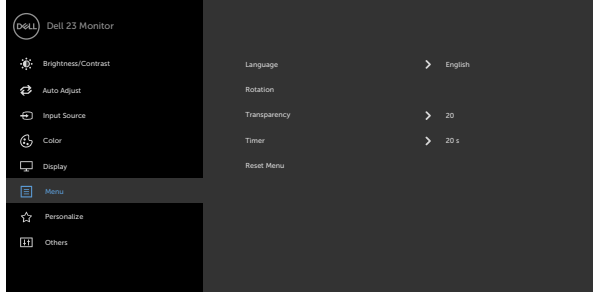 DELL Dell 23 Monitor
Brightness/Contrast
Auto Adjust
Input Source
Color
Display
Menu
Personalize
Others
Language English
Rotation
Transparency 20
Timer 20 s
Reset Menu